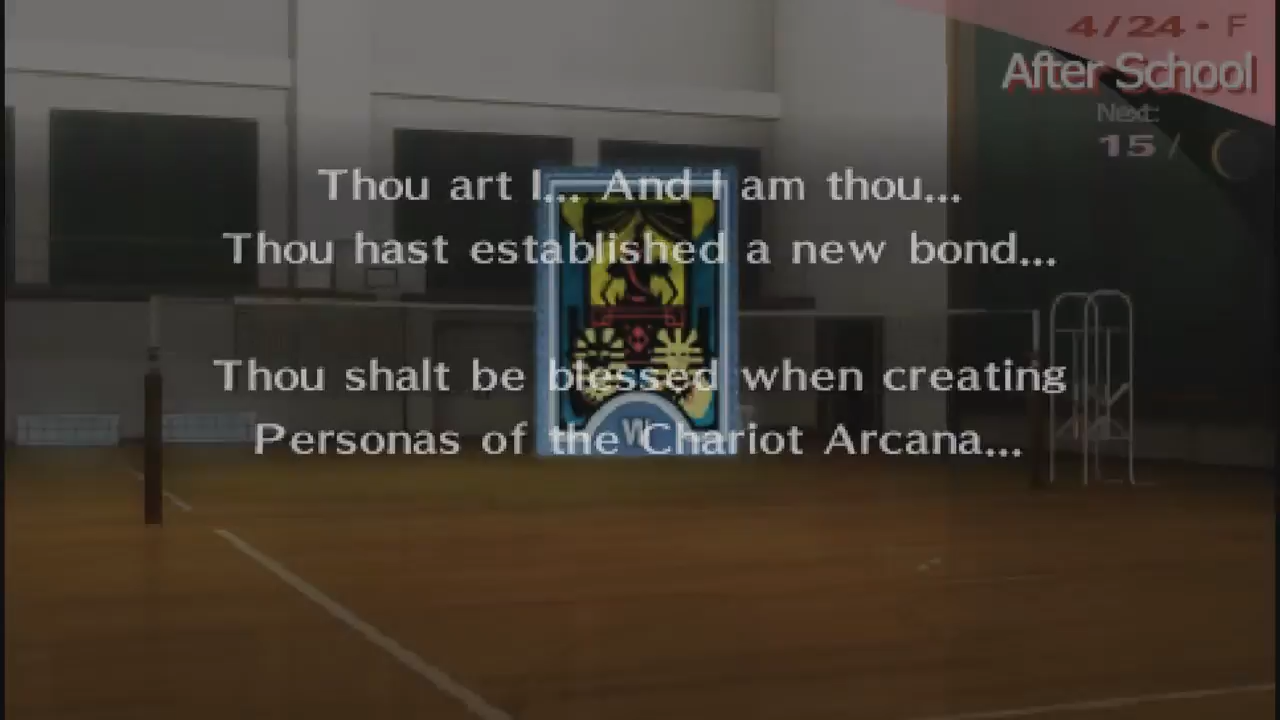 4/24 • F
After School
Next:
15 /
Thou art I... And I am thou...
Thou hast established a new bond...
Thou shalt be blessed when creating
Personas of the Chariot Arcana...
W